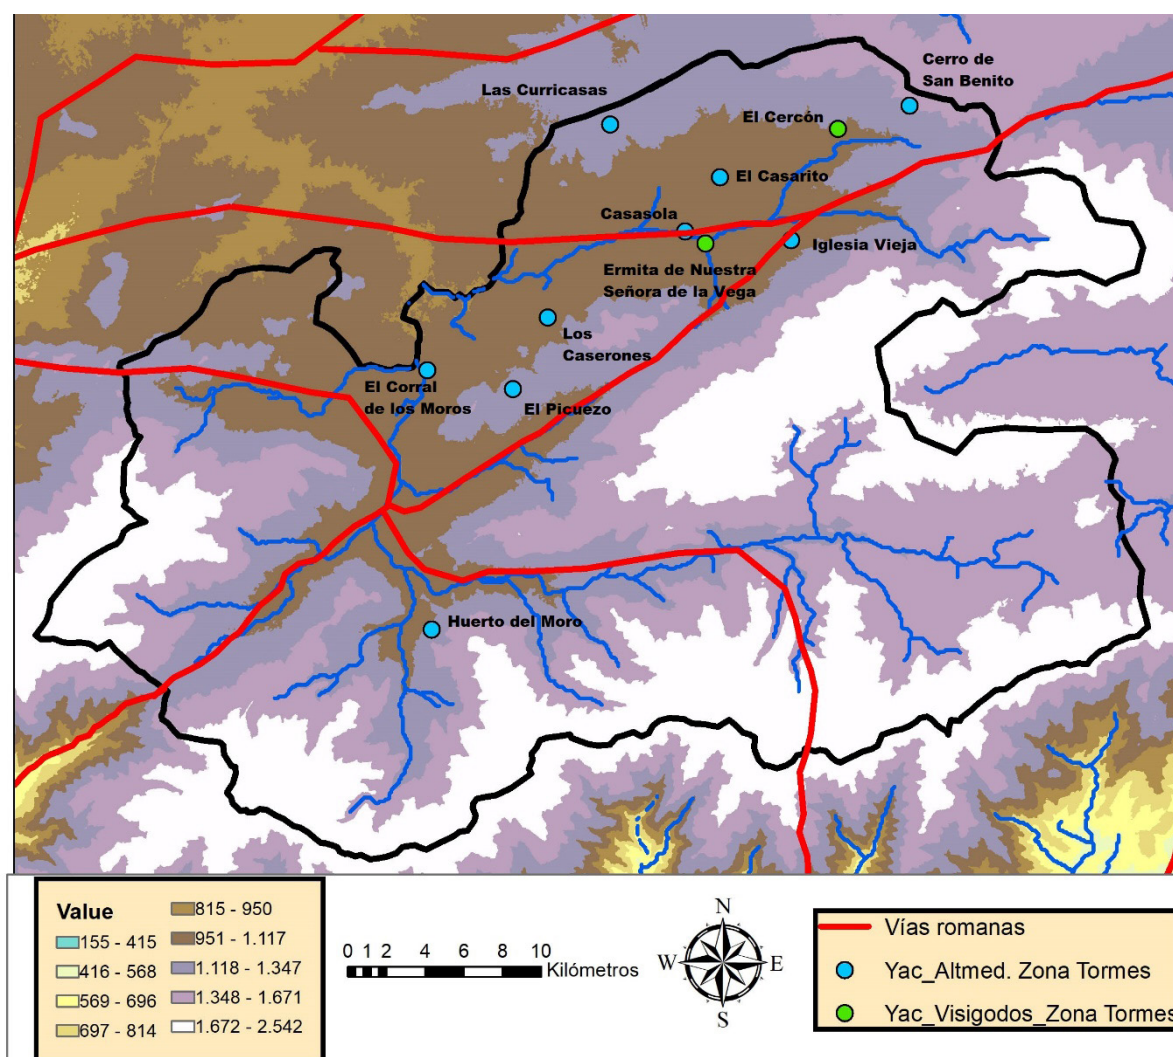 Cerro de
San Benito
Las Curricasas
El Cercón
El Casarito
Casasola
Iglesia Vieja
Ermita de Nuestra
Señora de la Vega
Los
Caserones
El Corral
de los Moros
El Picuezo
Huerto del Moro
Value
155 - 415
416 - 568
569 - 696
697 - 814
815 - 950
951 - 1.117
1.118 - 1.347
1.348 - 1.671
1.672 - 2.542
0 1 2 4 6 8 10
Kilómetros
N
W E
S
Vías romanas
Yac_Altmed. Zona Tormes
Yac_Visigodos_Zona Tormes